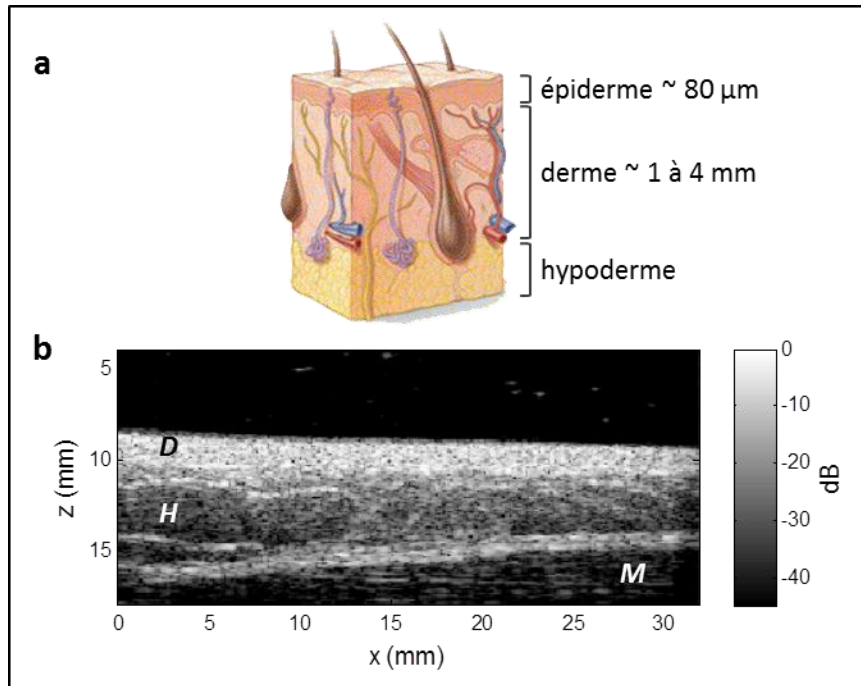 a
épiderme ~ 80 µm
derme ~ 1 à 4 mm
hypoderme
b
5
10
15
z (mm)
D
H
M
0 5 10 15 20 25 30
x (mm)
0
-10
-20
-30
-40
dB